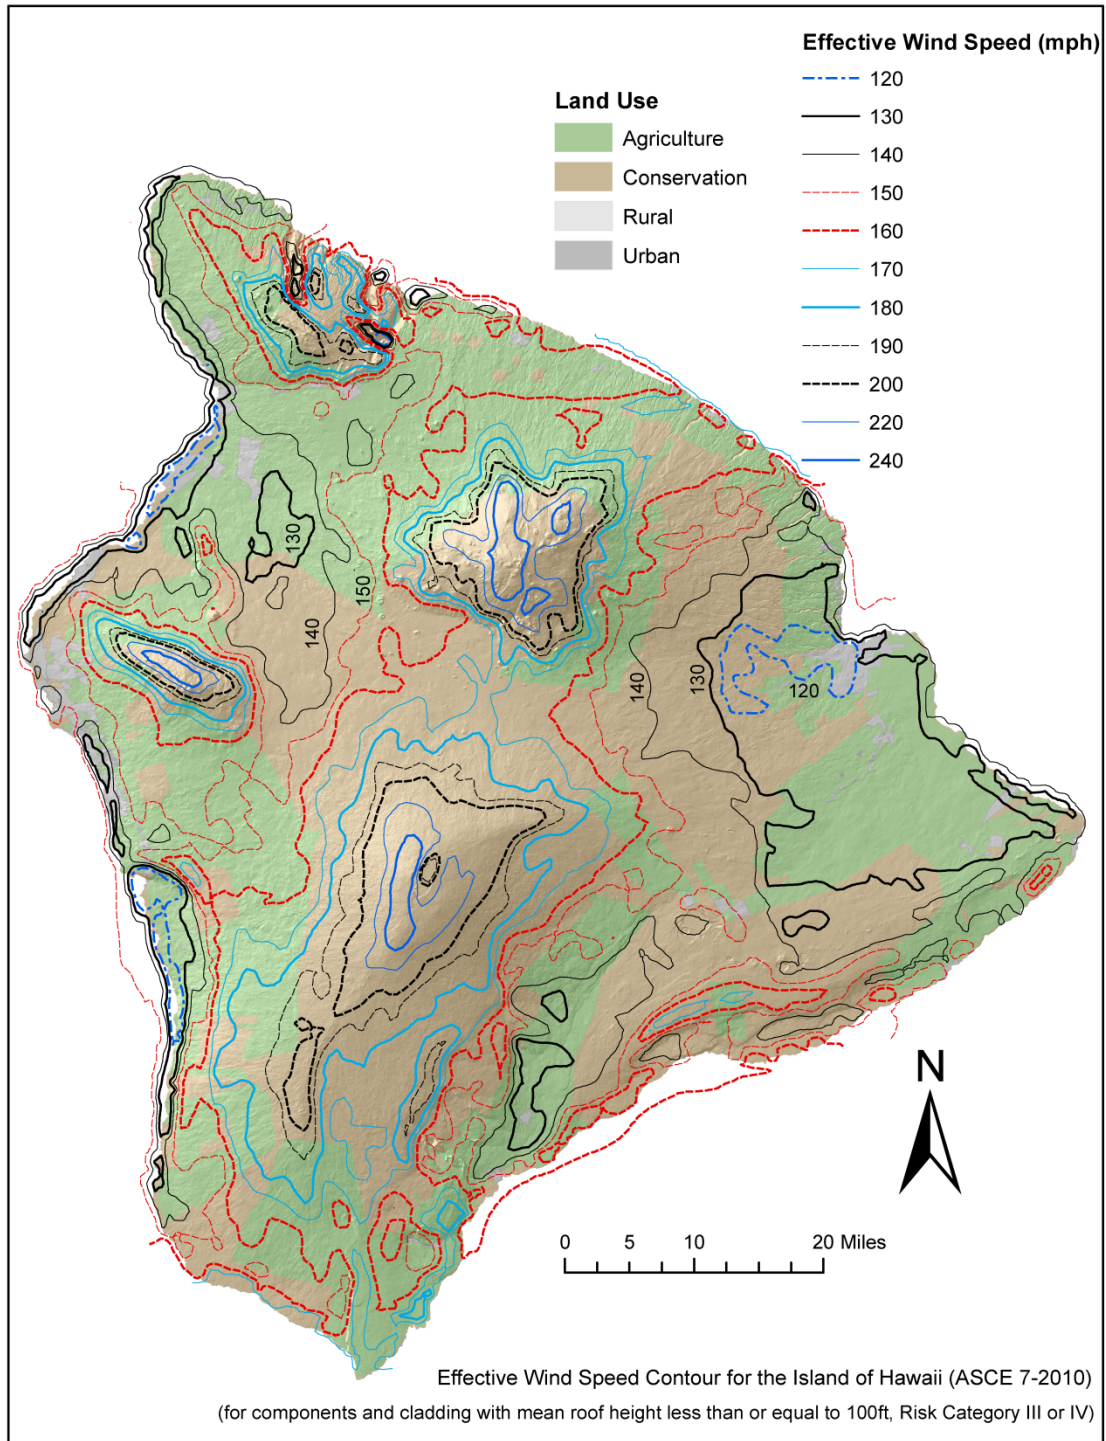 Effective Wind Speed (mph)
120
130
140
150
160
170
180
190
200
220
240
Land Use
Agriculture
Conservation
Rural
Urban
130
150
140
140
130
120
N
0 5 10 20 Miles
Effective Wind Speed Contour for the Island of Hawaii (ASCE 7-2010)
(for components and cladding with mean roof height less than or equal to 100ft, Risk Category III or IV)